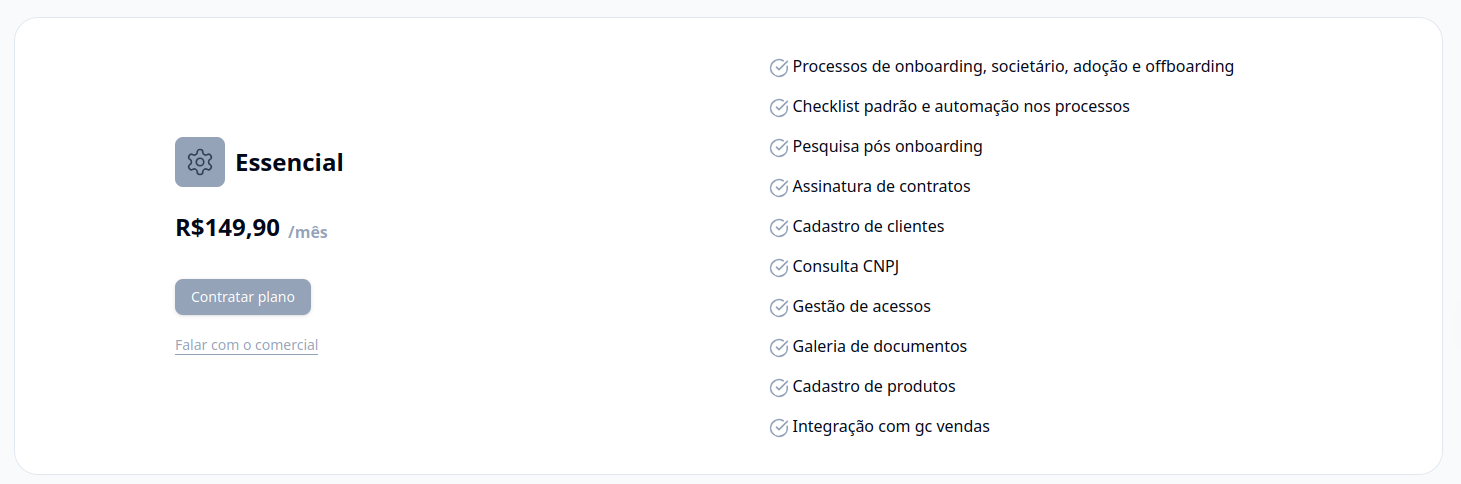 Essencial
R$149,90 /mês
Contratar plano
Falar com o comercial
Processos de onboarding, societário, adoção e offboarding
Checklist padrão e automação nos processos
Pesquisa pós onboarding
Assinatura de contratos
Cadastro de clientes
Consulta CNPJ
Gestão de acessos
Galeria de documentos
Cadastro de produtos
Integração com gc vendas